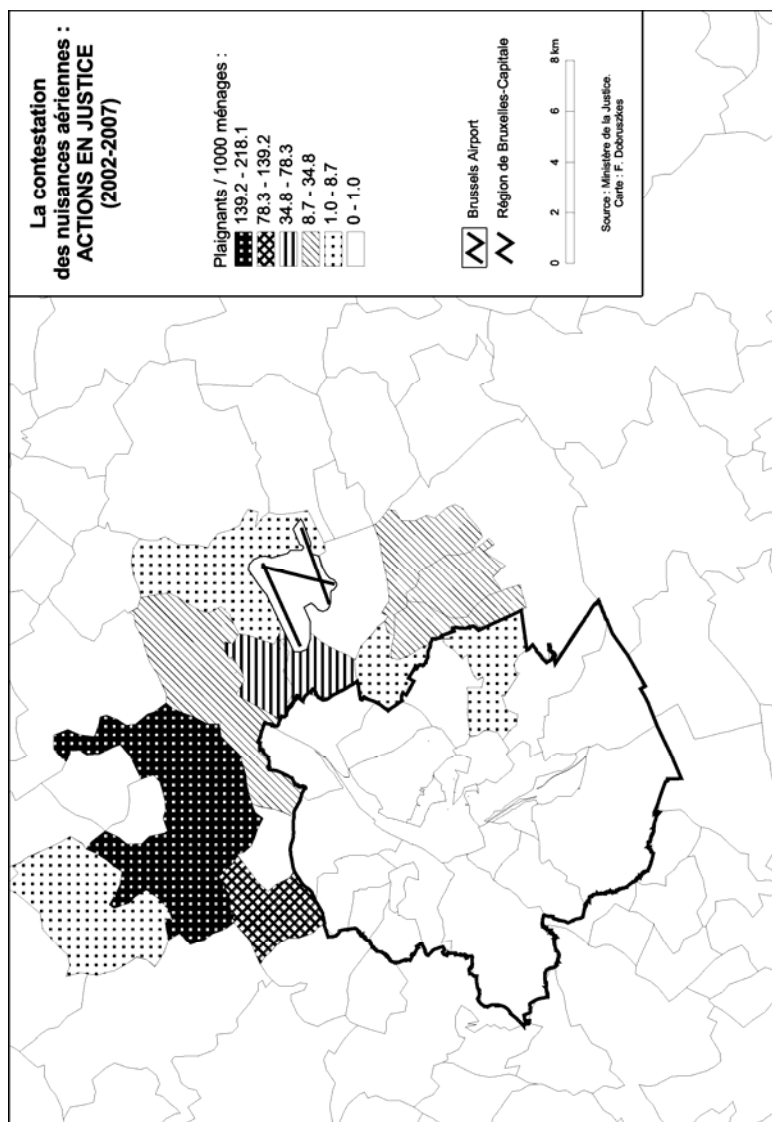 La contestation
des nuisances aériennes :
ACTIONS EN JUSTICE
(2002-2007)
Plaignants / 1000 ménages :
139.2 - 218.1
78.3 - 139.2
34.8 - 78.3
8.7 - 34.8
1.0 - 8.7
0 - 1.0
Brussels Airport
Région de Bruxelles-Capitale
0 2 4 6 8 km
Source : Ministère de la Justice.
Carte : F. Dobruszkes